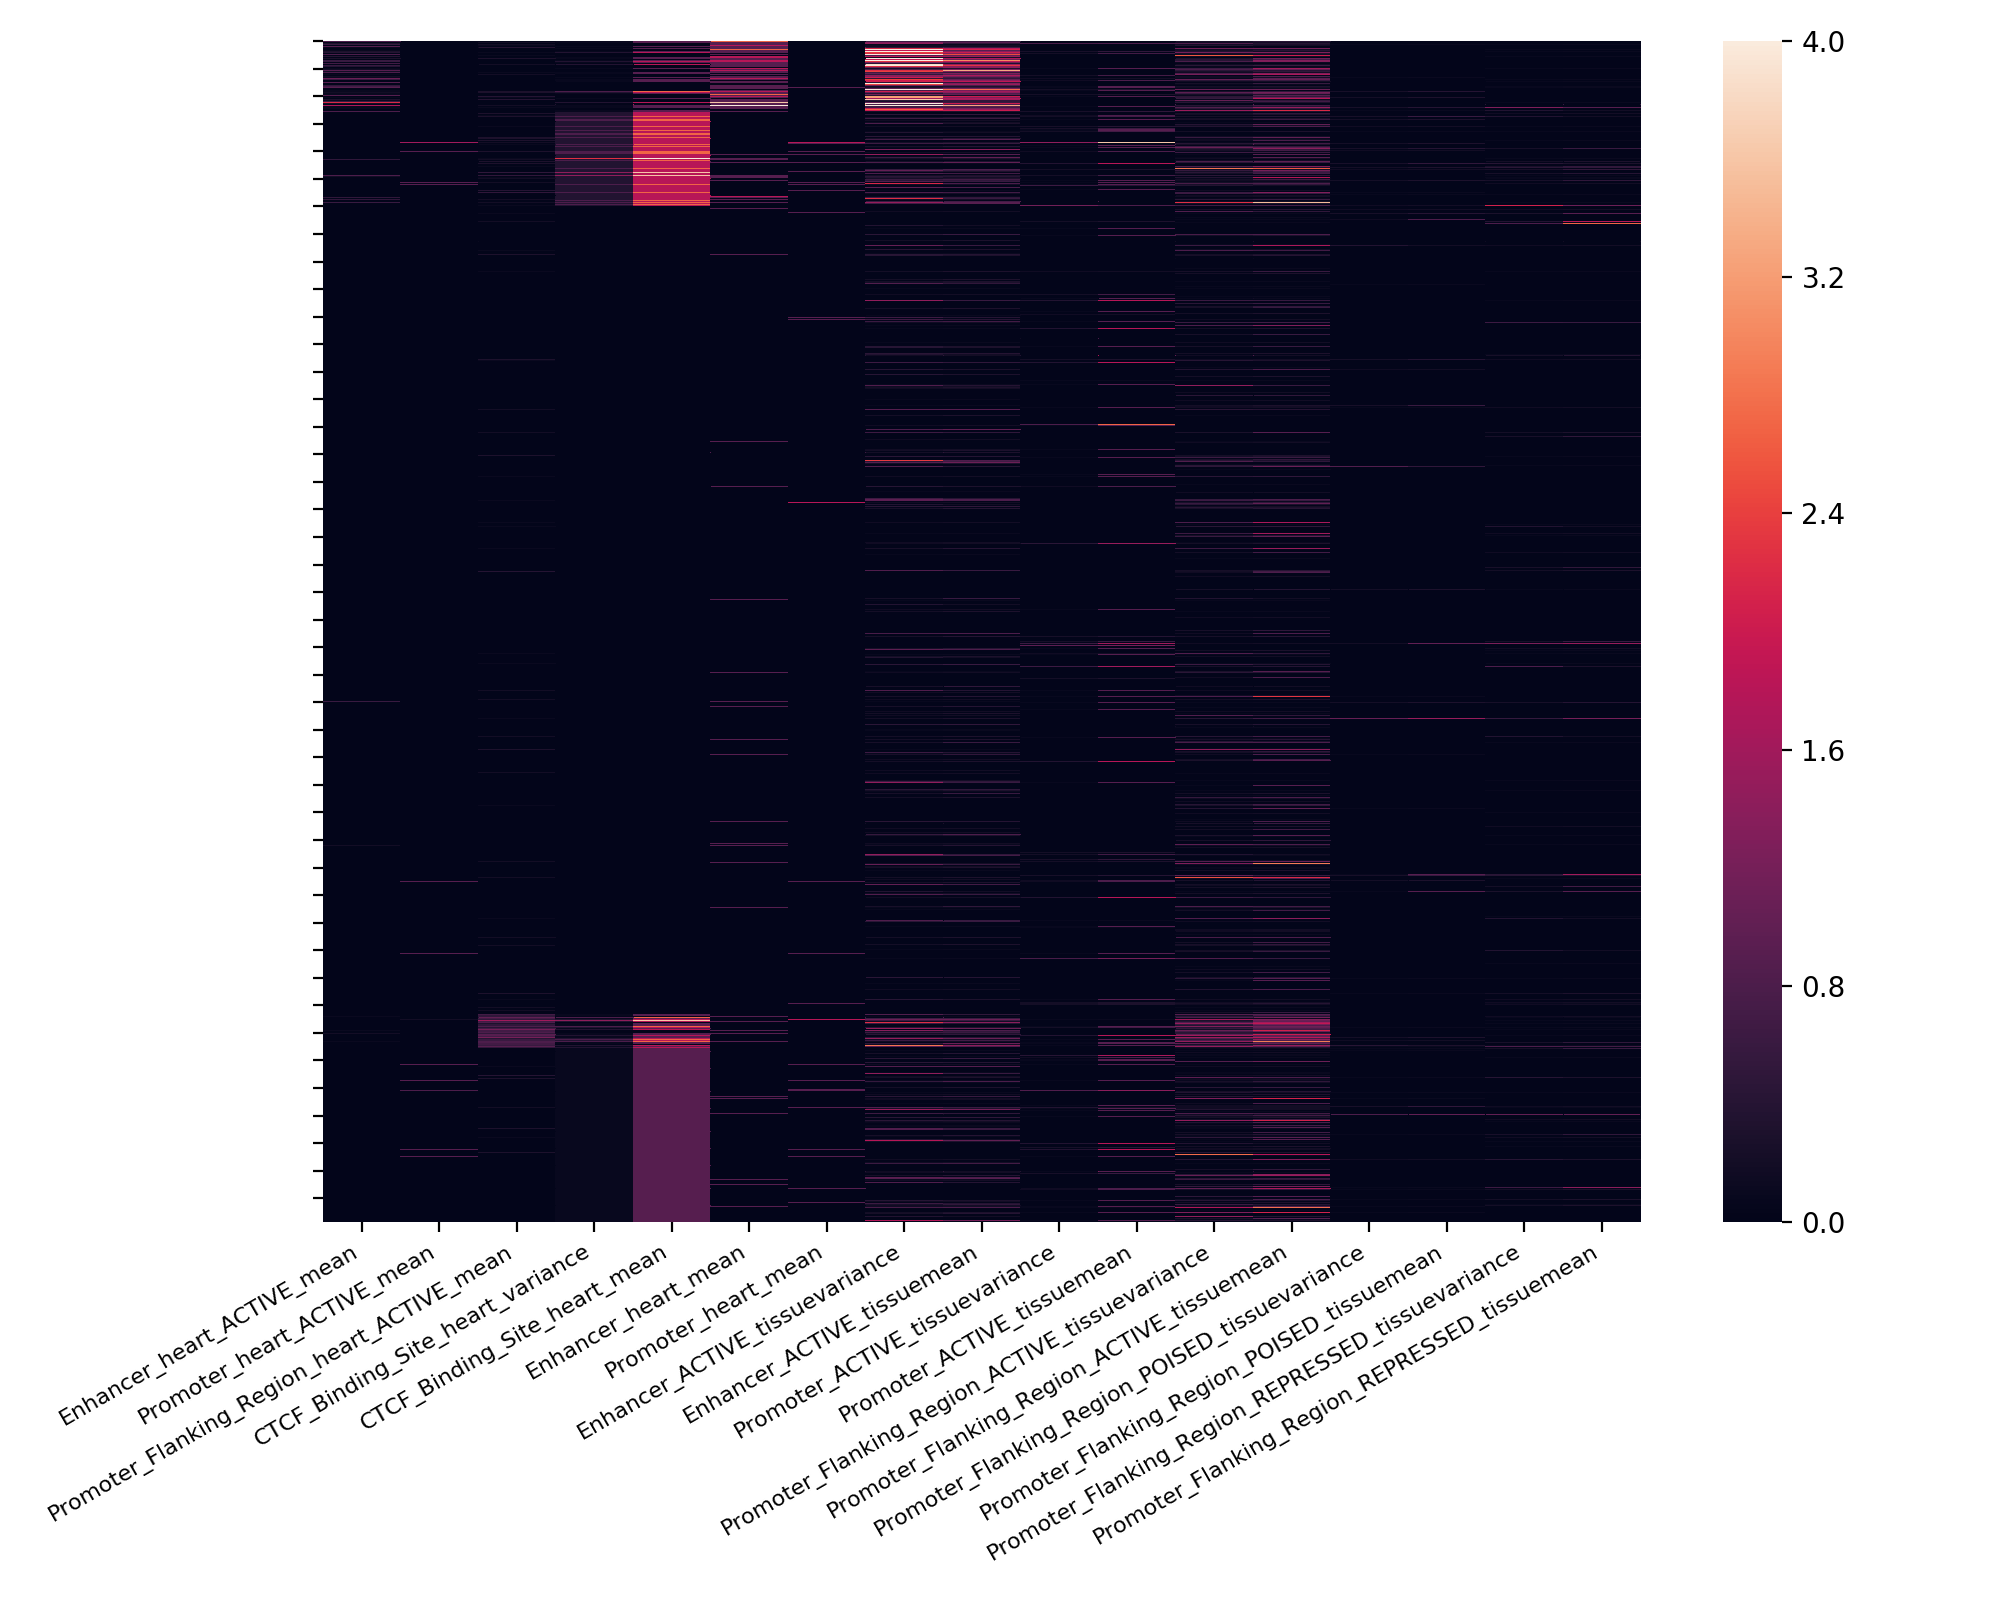 4.0
3.2
2.4
1.6
0.8
0.0
Enhancer_heart_ACTIVE_mean
Promoter_heart_ACTIVE_mean
Promoter_Flanking_Region_heart_ACTIVE_mean
CTCF_Binding_Site_heart_variance
CTCF_Binding_Site_heart_mean
Enhancer_heart_mean
Promoter_heart_mean
Enhancer_ACTIVE_tissuevariance
Enhancer_ACTIVE_tissuemean
Promoter_ACTIVE_tissuevariance
Promoter_ACTIVE_tissuemean
Promoter_Flanking_Region_ACTIVE_tissuevariance
Promoter_Flanking_Region_ACTIVE_tissuemean
Promoter_Flanking_Region_POISED_tissuevariance
Promoter_Flanking_Region_POISED_tissuemean
Promoter_Flanking_Region_REPRESSED_tissuevariance
Promoter_Flanking_Region_REPRESSED_tissuemean